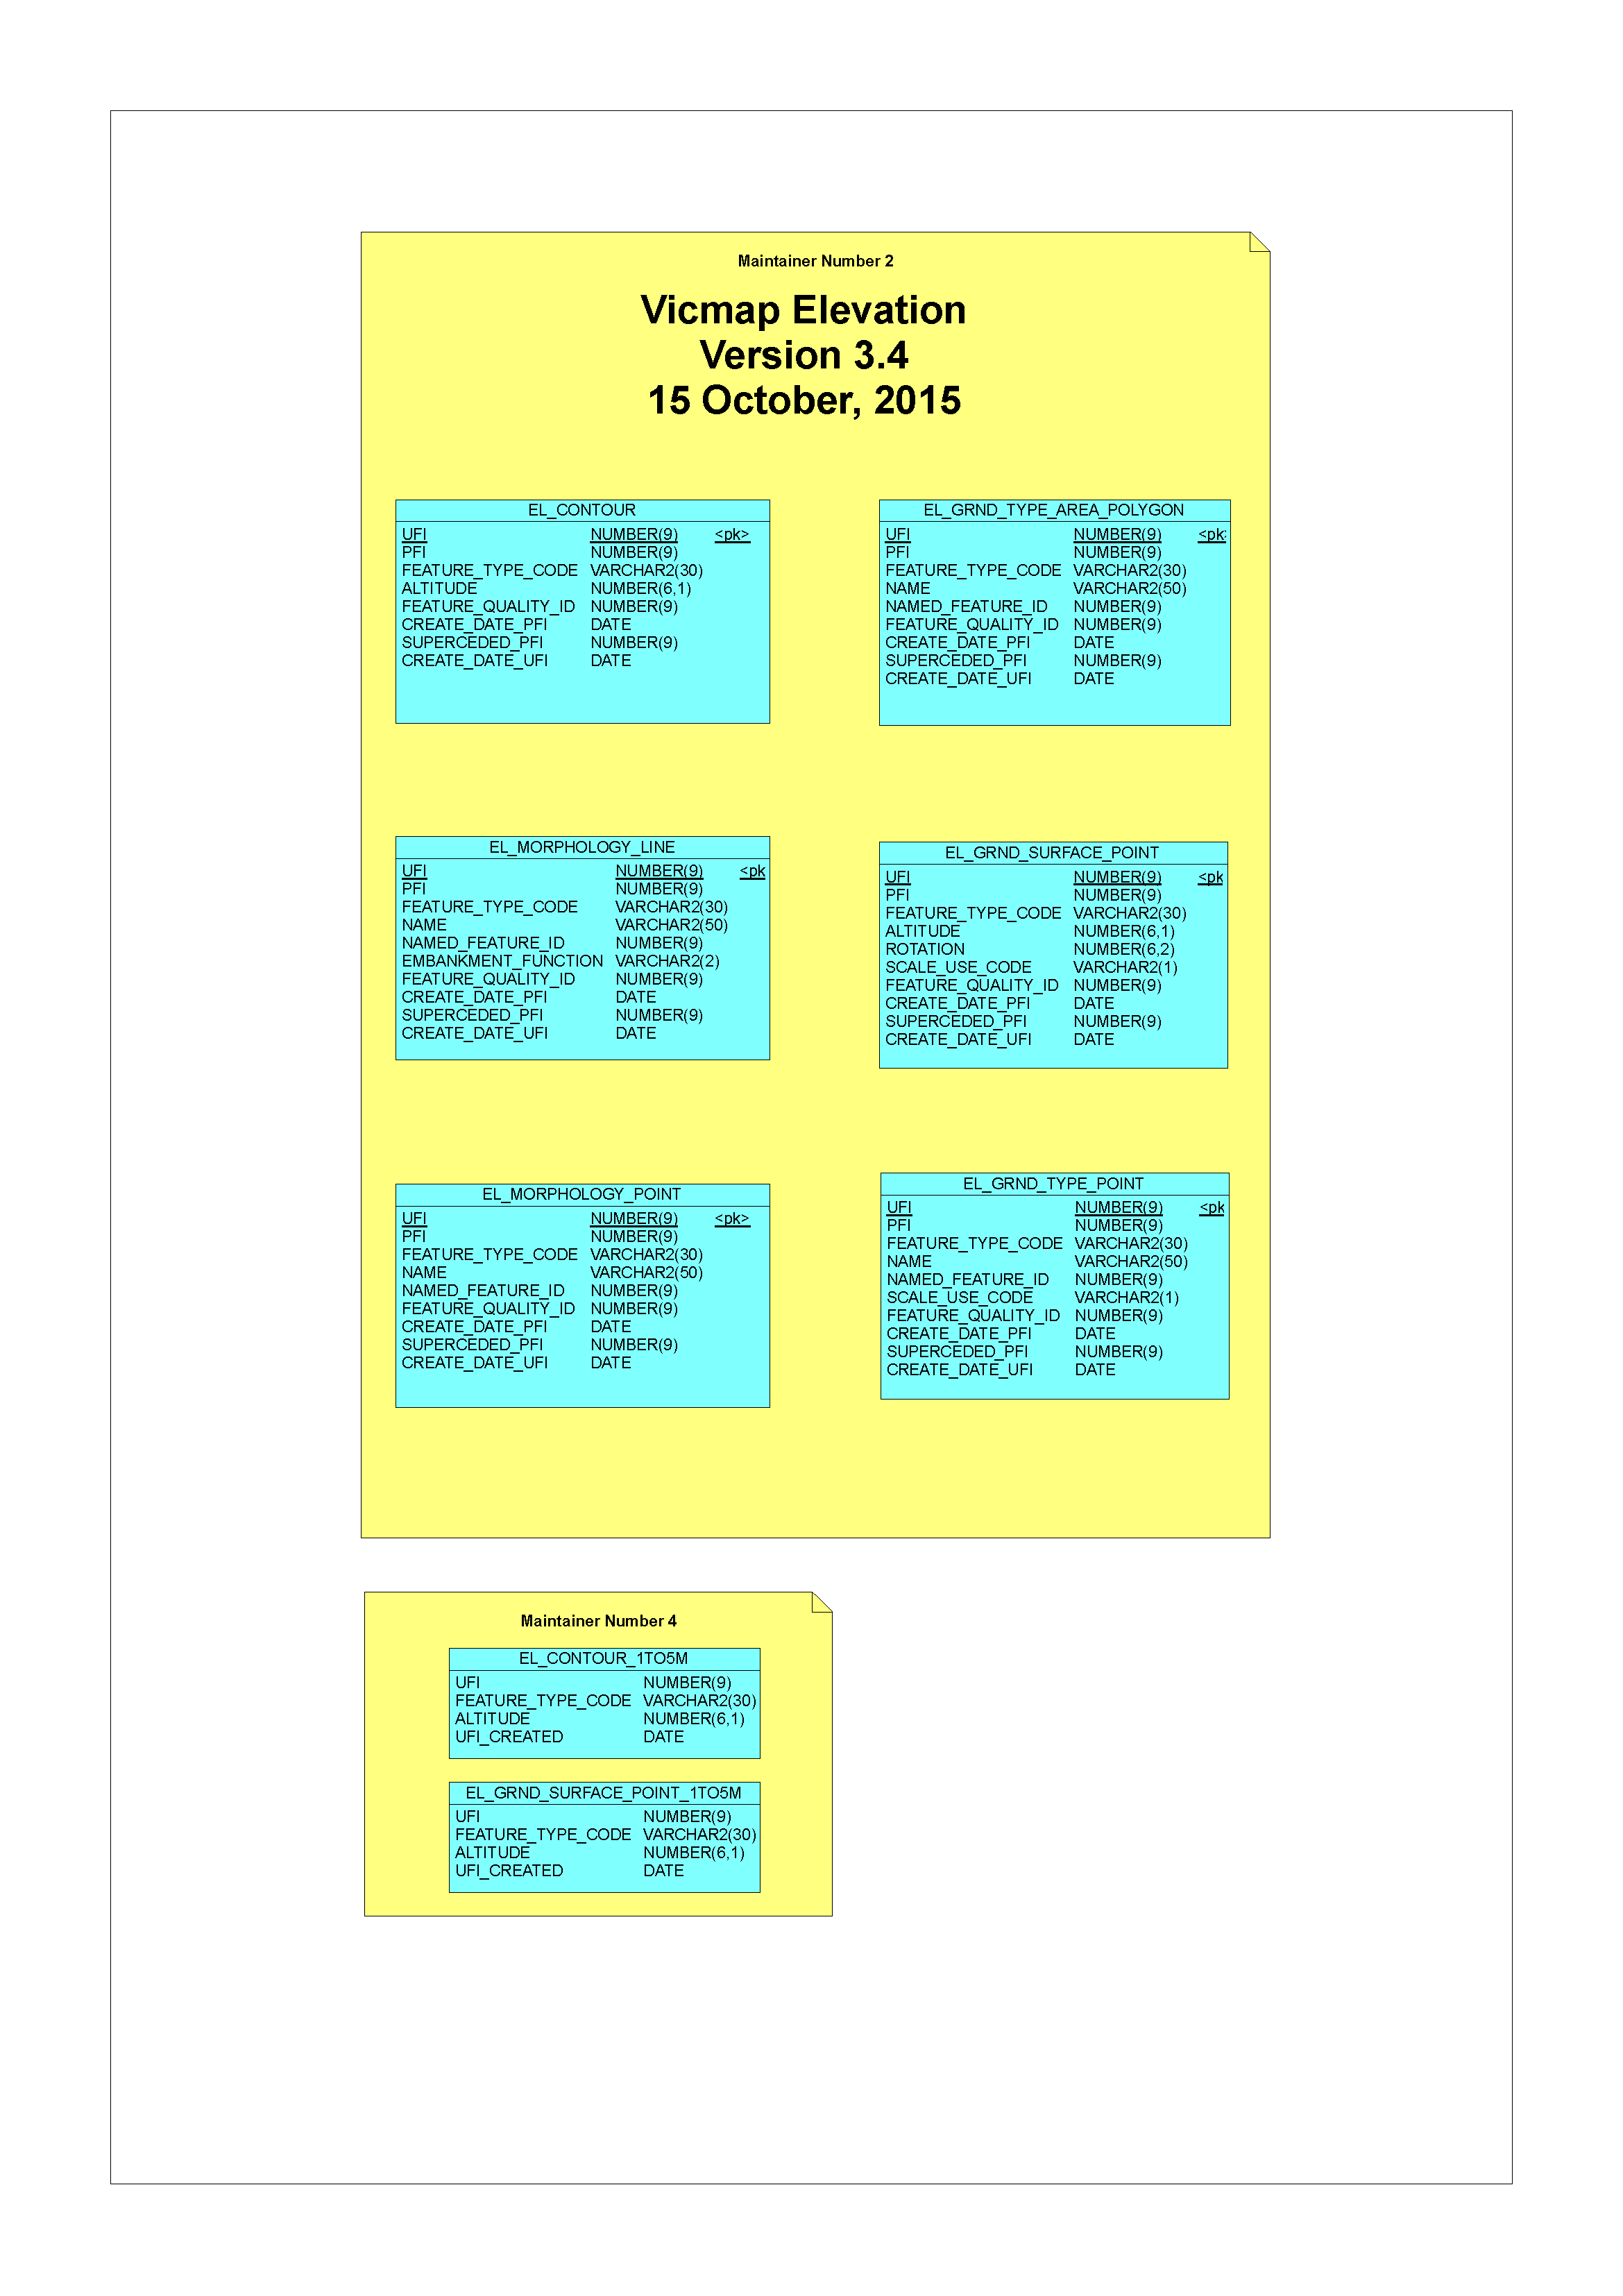 Maintainer Number 2
Vicmap Elevation
Version 3.4
15 October, 2015
EL_CONTOUR
UFI NUMBER(9) <pk>
PFI NUMBER(9)
FEATURE_TYPE_CODE VARCHAR2(30)
ALTITUDE NUMBER(6,1)
FEATURE_QUALITY_ID NUMBER(9)
CREATE_DATE_PFI DATE
SUPERCEDED_PFI NUMBER(9)
CREATE_DATE_UFI DATE
EL_GRND_TYPE_AREA_POLYGON
UFI NUMBER(9) <pk
PFI NUMBER(9)
FEATURE_TYPE_CODE VARCHAR2(30)
NAME VARCHAR2(50)
NAMED_FEATURE_ID NUMBER(9)
FEATURE_QUALITY_ID NUMBER(9)
CREATE_DATE_PFI DATE
SUPERCEDED_PFI NUMBER(9)
CREATE_DATE_UFI DATE
EL_MORPHOLOGY_LINE
UFI NUMBER(9) <pk
PFI NUMBER(9)
FEATURE_TYPE_CODE VARCHAR2(30)
NAME VARCHAR2(50)
NAMED_FEATURE_ID NUMBER(9)
EMBANKMENT_FUNCTION VARCHAR2(2)
FEATURE_QUALITY_ID NUMBER(9)
CREATE_DATE_PFI DATE
SUPERCEDED_PFI NUMBER(9)
CREATE_DATE_UFI DATE
EL_GRND_SURFACE_POINT
UFI NUMBER(9) <pk
PFI NUMBER(9)
FEATURE_TYPE_CODE VARCHAR2(30)
ALTITUDE NUMBER(6,1)
ROTATION NUMBER(6,2)
SCALE_USE_CODE VARCHAR2(1)
FEATURE_QUALITY_ID NUMBER(9)
CREATE_DATE_PFI DATE
SUPERCEDED_PFI NUMBER(9)
CREATE_DATE_UFI DATE
EL_MORPHOLOGY_POINT
UFI NUMBER(9) <pk>
PFI NUMBER(9)
FEATURE_TYPE_CODE VARCHAR2(30)
NAME VARCHAR2(50)
NAMED_FEATURE_ID NUMBER(9)
FEATURE_QUALITY_ID NUMBER(9)
CREATE_DATE_PFI DATE
SUPERCEDED_PFI NUMBER(9)
CREATE_DATE_UFI DATE
EL_GRND_TYPE_POINT
UFI NUMBER(9) <pk
PFI NUMBER(9)
FEATURE_TYPE_CODE VARCHAR2(30)
NAME VARCHAR2(50)
NAMED_FEATURE_ID NUMBER(9)
SCALE_USE_CODE VARCHAR2(1)
FEATURE_QUALITY_ID NUMBER(9)
CREATE_DATE_PFI DATE
SUPERCEDED_PFI NUMBER(9)
CREATE_DATE_UFI DATE
Maintainer Number 4
EL_CONTOUR_1TO5M
UFI NUMBER(9)
FEATURE_TYPE_CODE VARCHAR2(30)
ALTITUDE NUMBER(6,1)
UFI_CREATED DATE
EL_GRND_SURFACE_POINT_1TO5M
UFI NUMBER(9)
FEATURE_TYPE_CODE VARCHAR2(30)
ALTITUDE NUMBER(6,1)
UFI_CREATED DATE